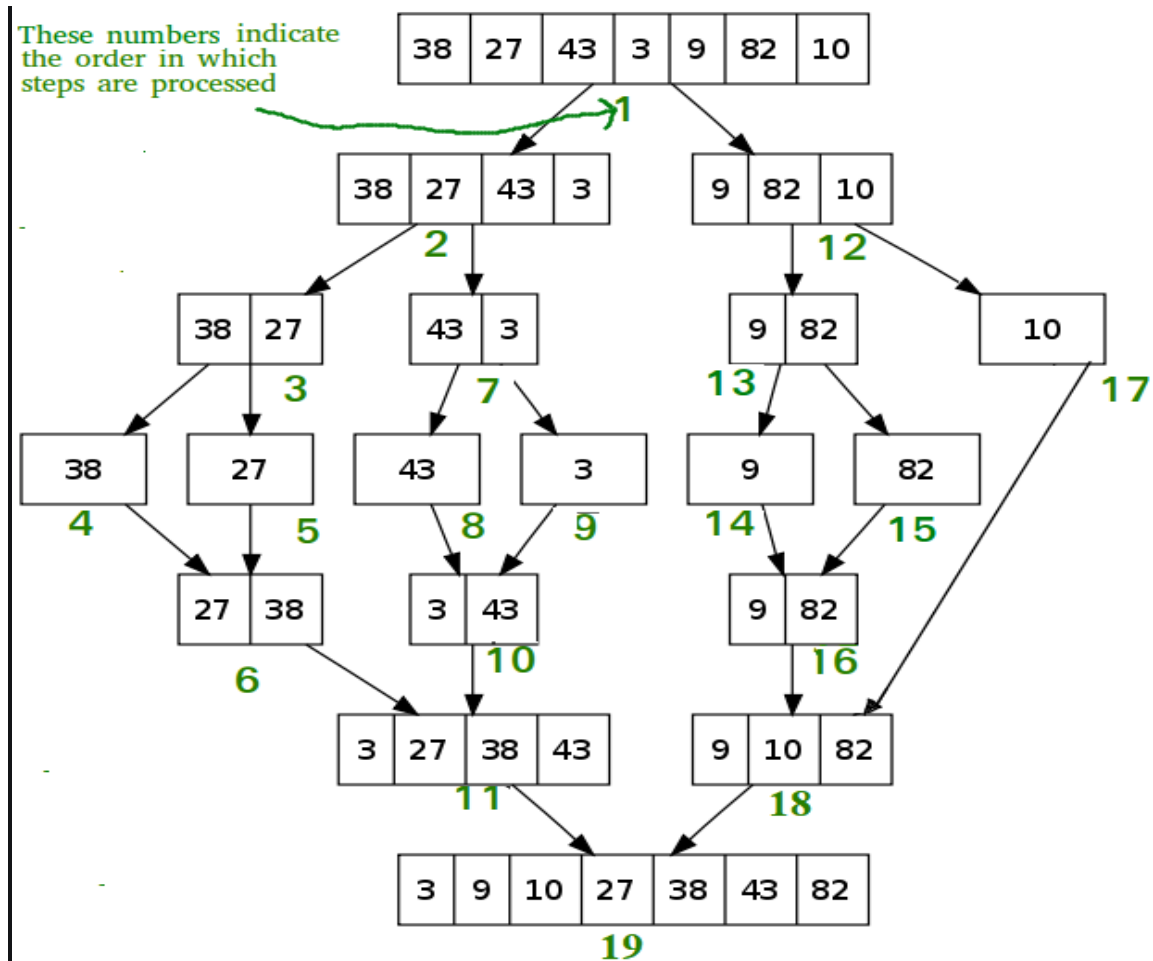 These numbers indicate
the order in which
steps are processed
38 27 43 3 9 82 10
1
38 27 43 3 9 82 10
2 12
38 27 43 3 9 82 10
3 7 13 17
38 27 43 3 9 82
4 5 8 9 14 15
27 38 3 43 9 82
6 10 16
3 27 38 43 9 10 82
11 18
3 9 10 27 38 43 82
19